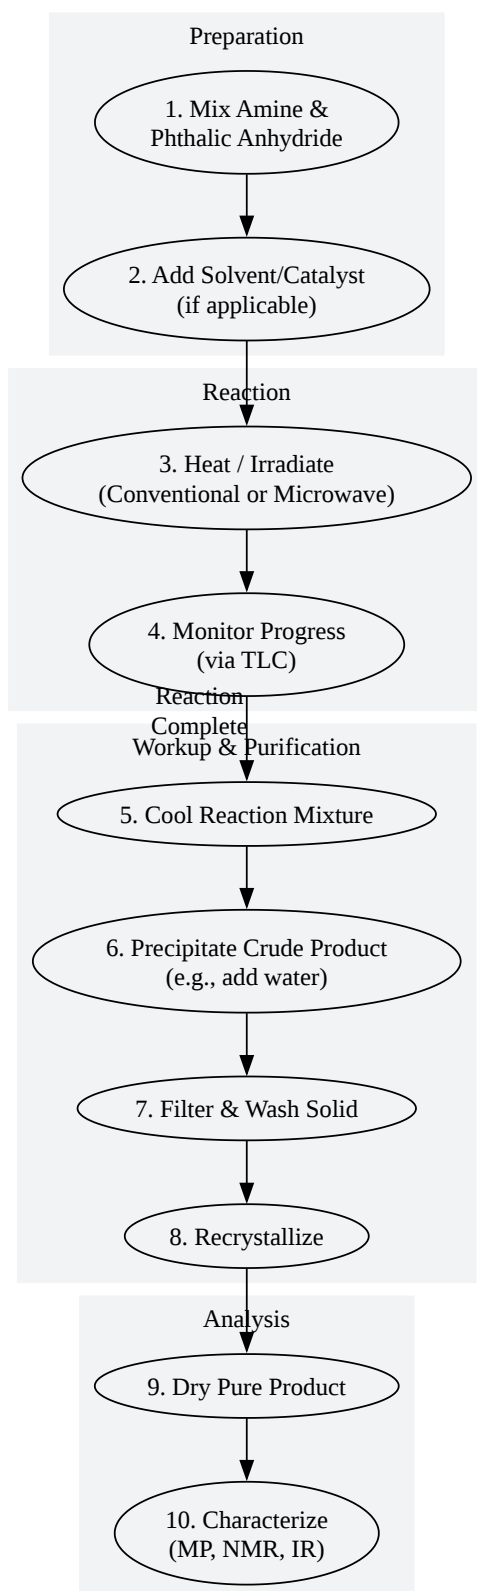 Preparation
1. Mix Amine &
Phthalic Anhydride
2. Add Solvent/Catalyst
(if applicable)
Reaction
3. Heat / Irradiate
(Conventional or Microwave)
4. Monitor Progress
(via TLC)
Reaction
Complete
Workup & Purification
5. Cool Reaction Mixture
6. Precipitate Crude Product
(e.g., add water)
7. Filter & Wash Solid
8. Recrystallize
Analysis
9. Dry Pure Product
10. Characterize
(MP, NMR, IR)